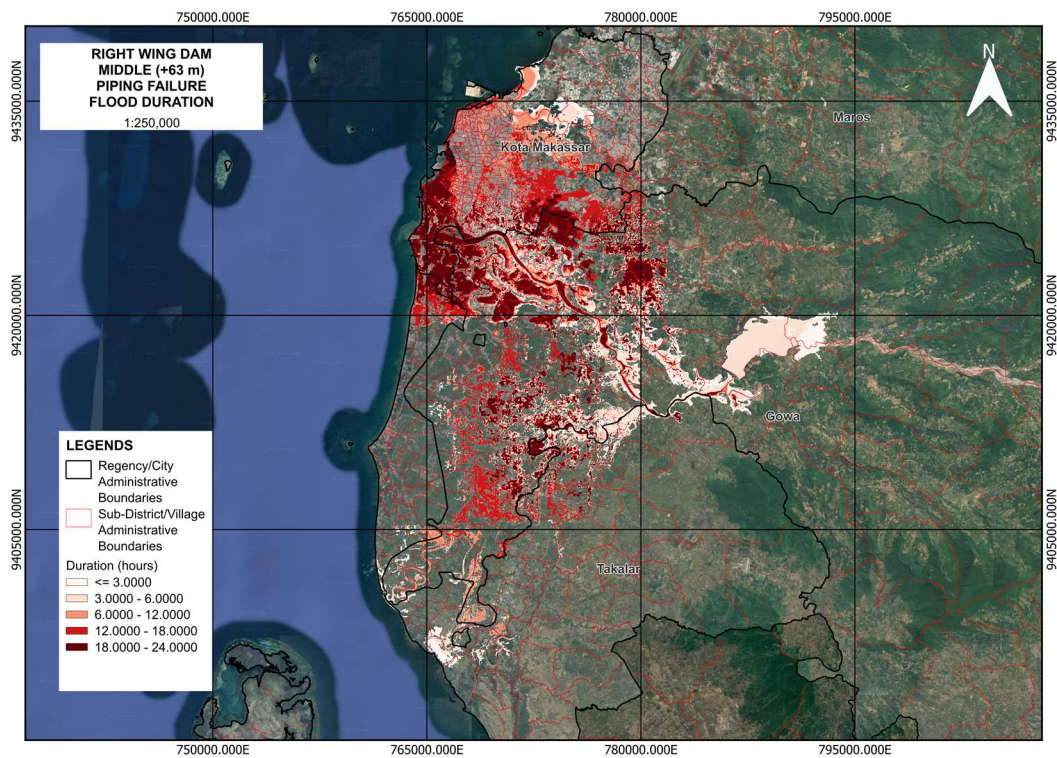 750000.000E 765000.000E 780000.000E 795000.000E
RIGHT WING DAM
MIDDLE (+63 m)
PIPING FAILURE
FLOOD DURATION
1:250,000
N
9435000.000N 9435000.000N
Maros
Kota Makassar
9420000.000N 9420000.000N
Gowa
LEGENDS
Regency/City
Administrative
Boundaries
Sub-District/Village
Administrative
Boundaries
Duration (hours)
<= 3.0000
3.0000 - 6.0000
6.0000 - 12.0000
12.0000 - 18.0000
18.0000 - 24.0000
9405000.000N 9405000.000N
Takalar
750000.000E 765000.000E 780000.000E 795000.000E